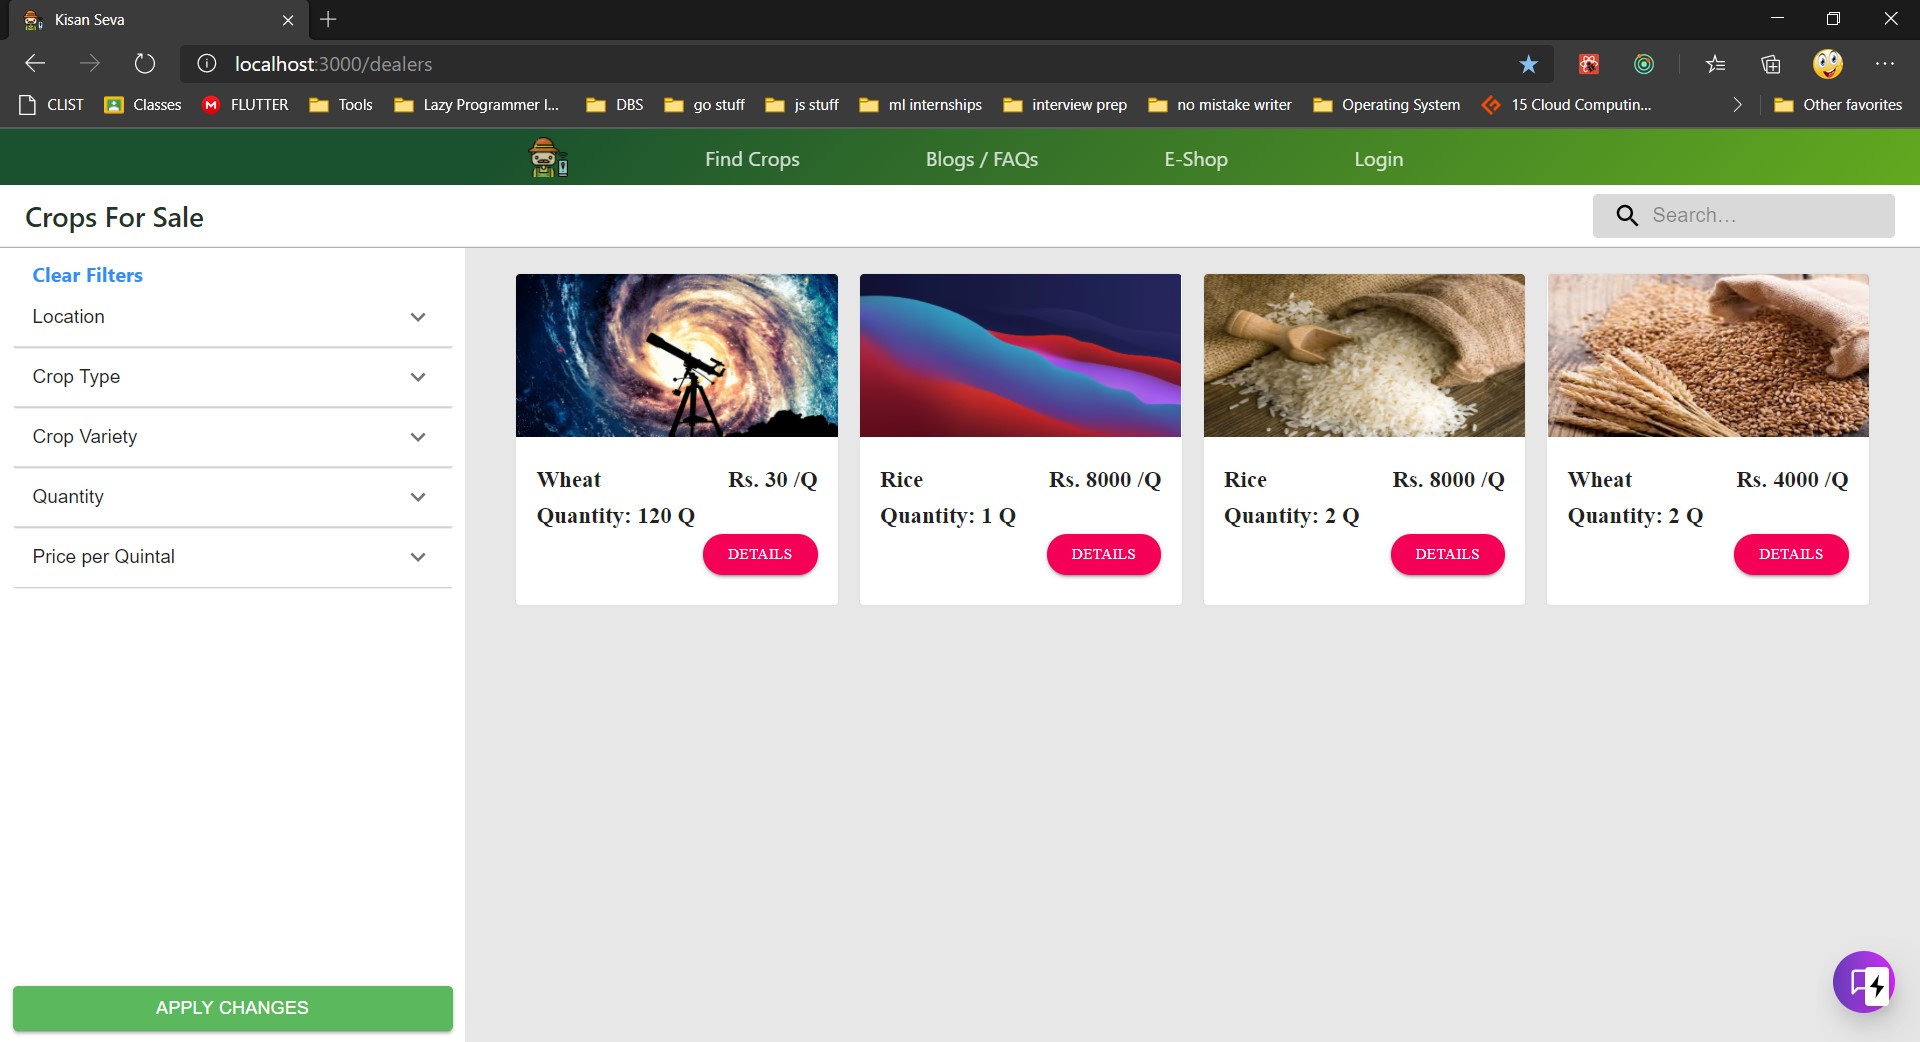 Kisan Seva
localhost:3000/dealers
CLIST Classes FLUTTER Tools Lazy Programmer I... DBS go stuff js stuff ml internships interview prep no mistake writer Operating System 15 Cloud Computin... Other favorites
Find Crops Blogs / FAQs E-Shop Login
Crops For Sale
Search...
Clear Filters
Location
Crop Type
Crop Variety
Quantity
Price per Quintal
APPLY CHANGES
Wheat Rs. 30 /Q
Quantity: 120 Q
DETAILS
Rice Rs. 8000 /Q
Quantity: 1 Q
DETAILS
Rice Rs. 8000 /Q
Quantity: 2 Q
DETAILS
Wheat Rs. 4000 /Q
Quantity: 2 Q
DETAILS